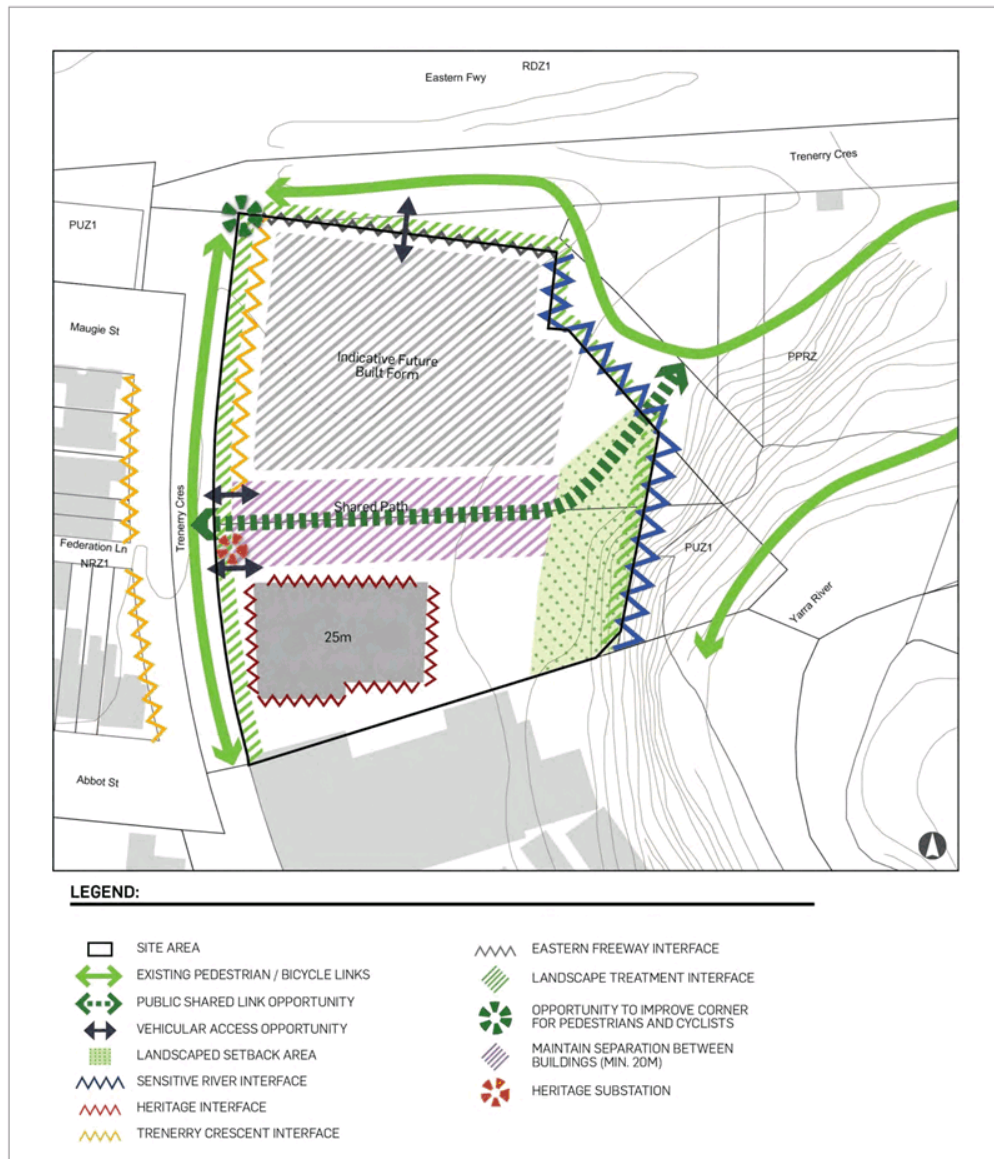 RDZ1
Eastern Fwy
Trenerry Cres
PUZ1
Maugie St
Indicative Future
Built Form
PPRZ
Trenerry Cres
Shared Path
Federation Ln
NRZ1
PUZ1
Yarra River
25m
Abbot St
LEGEND:
SITE AREA
EXISTING PEDESTRIAN / BICYCLE LINKS
PUBLIC SHARED LINK OPPORTUNITY
VEHICULAR ACCESS OPPORTUNITY
LANDSCAPED SETBACK AREA
SENSITIVE RIVER INTERFACE
HERITAGE INTERFACE
TRENERRY CRESCENT INTERFACE
EASTERN FREEWAY INTERFACE
LANDSCAPE TREATMENT INTERFACE
OPPORTUNITY TO IMPROVE CORNER
FOR PEDESTRIANS AND CYCLISTS
MAINTAIN SEPARATION BETWEEN
BUILDINGS (MIN. 20M)
HERITAGE SUBSTATION